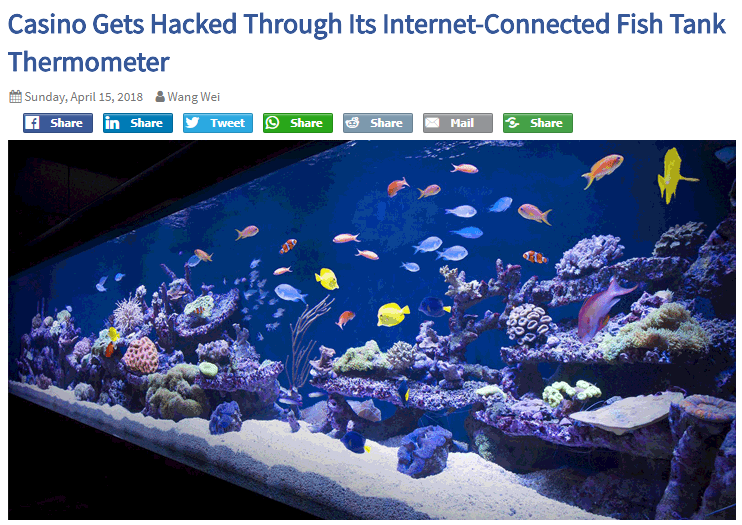 Casino Gets Hacked Through Its Internet-Connected Fish Tank
Thermometer
Sunday, April 15, 2018 Wang Wei
Share Share Tweet Share Share Mail Share